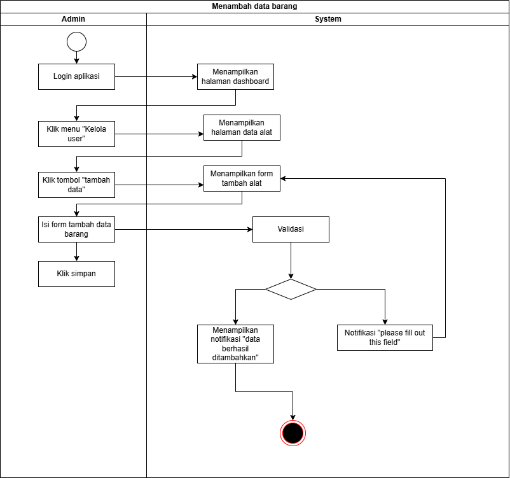 Menambah data barang
Admin
System
Login aplikasi
Menampilkan
halaman dashboard
Klik menu "Kelola
user"
Menampilkan
halaman data alat
Klik tombol "tambah
data"
Menampilkan form
tambah alat
Isi form tambah data
barang
Validasi
Klik simpan
Menampilkan
notifikasi "data
berhasil
ditambahkan"
Notifikasi "please fill out
this field"